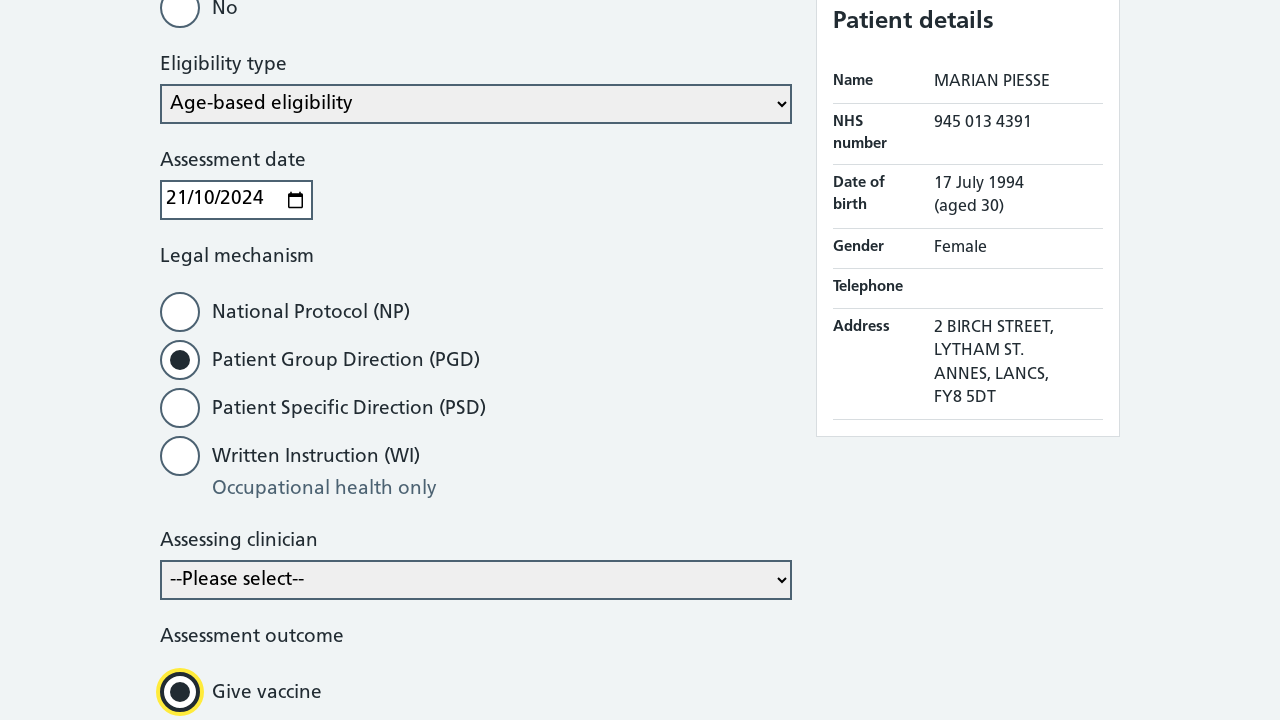 No
Eligibility type
Age-based eligibility
Assessment date
21/10/2024
Legal mechanism
National Protocol (NP)
Patient Group Direction (PGD)
Patient Specific Direction (PSD)
Written Instruction (WI)
Occupational health only
Assessing clinician
--Please select--
Assessment outcome
Give vaccine
Patient details
Name MARIAN PIESSE
NHS number 945 013 4391
Date of birth 17 July 1994
(aged 30)
Gender Female
Telephone
Address 2 BIRCH STREET,
LYTHAM ST.
ANNES, LANCS,
FY8 5DT